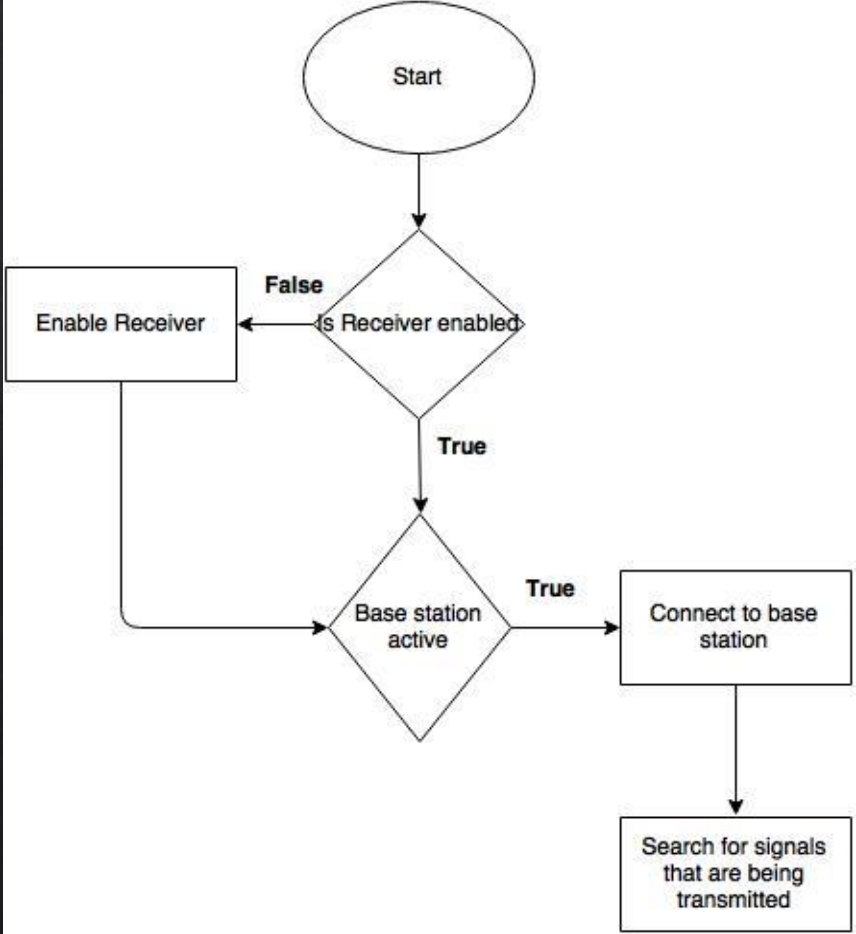 Start
False
Is Receiver enabled
Enable Receiver
True
Base station
active
True
Connect to base
station
Search for signals
that are being
transmitted